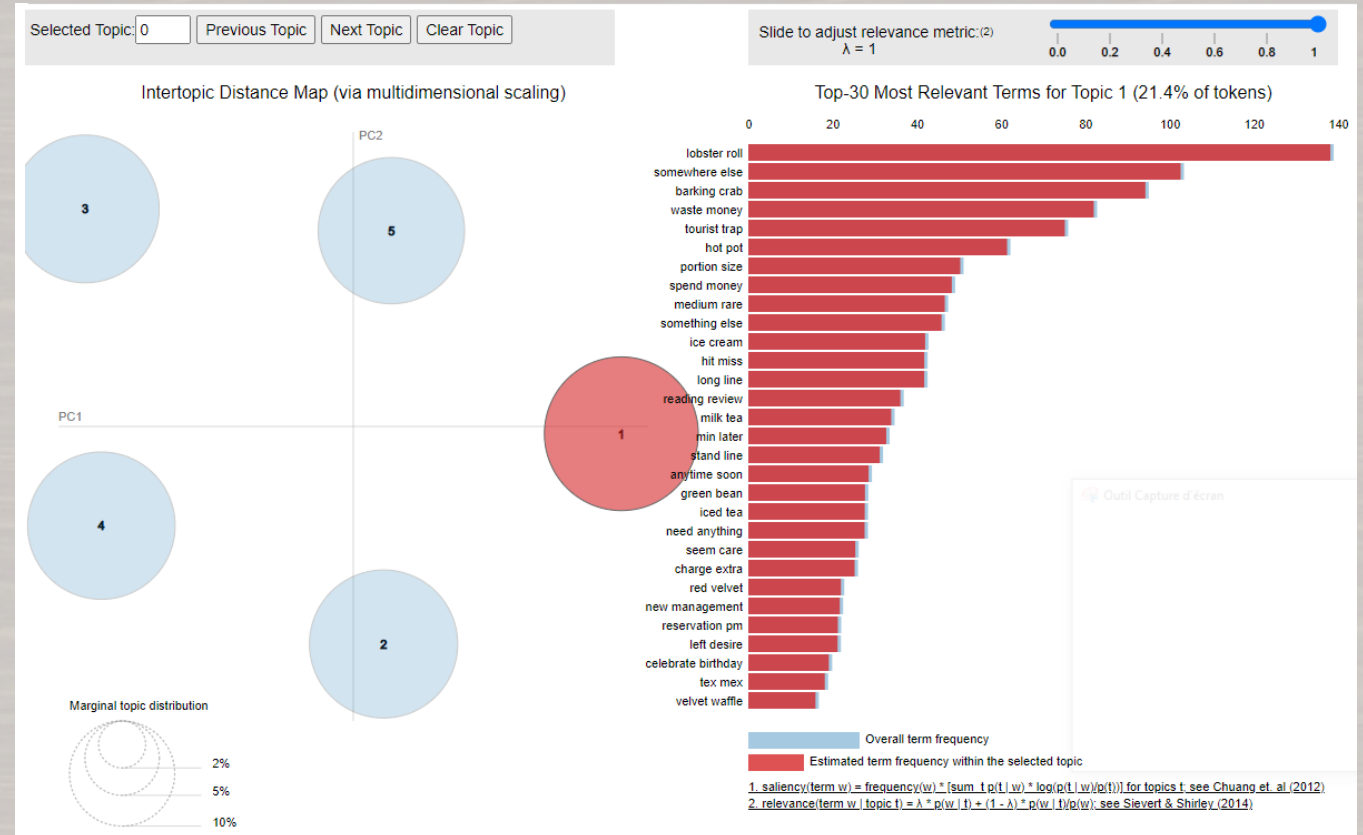 Selected Topic: 0 Previous Topic Next Topic Clear Topic
Slide to adjust relevance metric:(2)
λ = 1
0.0 0.2 0.4 0.6 0.8 1
Intertopic Distance Map (via multidimensional scaling)
PC2
3
5
PC1
1
4
2
Marginal topic distribution
2%
5%
10%
Top-30 Most Relevant Terms for Topic 1 (21.4% of tokens)
0 20 40 60 80 100 120 140
lobster roll
somewhere else
barking crab
waste money
tourist trap
hot pot
portion size
spend money
medium rare
something else
ice cream
hit miss
long line
reading review
milk tea
min later
stand line
anytime soon
green bean
iced tea
need anything
seem care
charge extra
red velvet
new management
reservation pm
left desire
celebrate birthday
tex mex
velvet waffle
Outil Capture d'écran
Overall term frequency
Estimated term frequency within the selected topic
1. saliency(term w) = frequency(w) * [sum_t p(t | w) * log(p(t | w)/p(t))] for topics t; see Chuang et. al (2012)
2. relevance(term w | topic t) = λ * p(w | t) + (1 - λ) * p(w | t)/p(w); see Sievert & Shirley (2014)